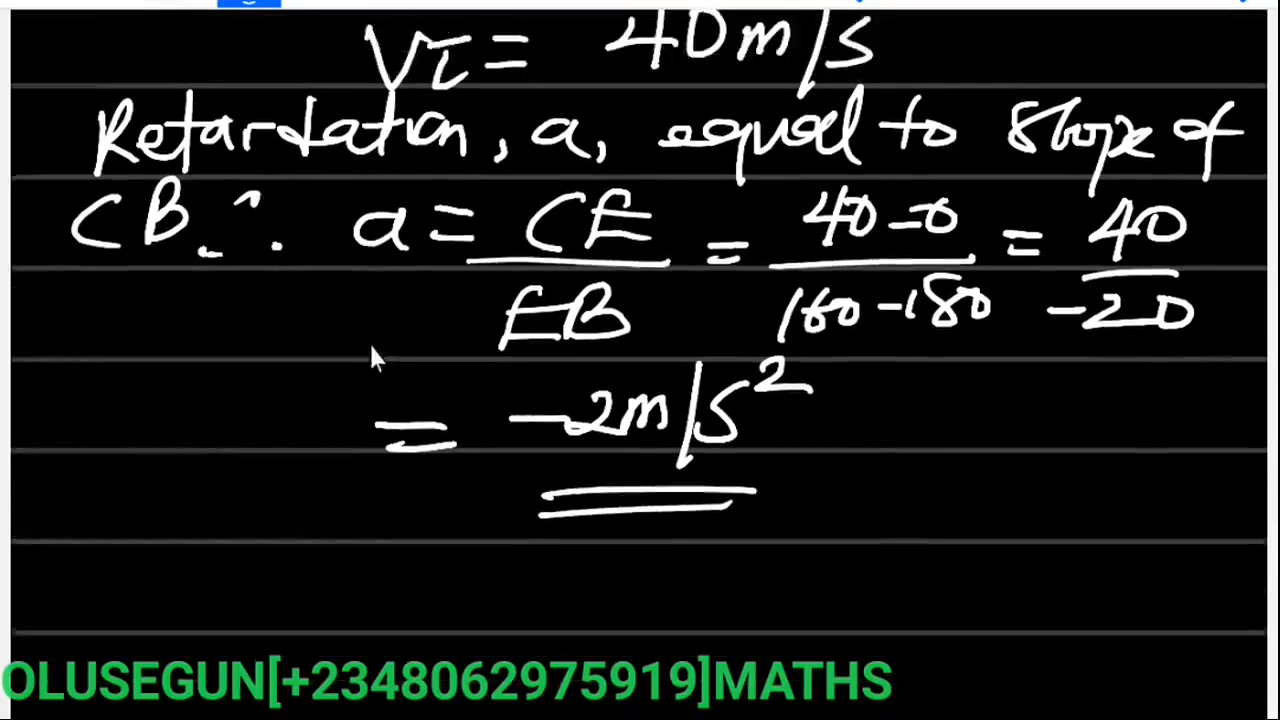 VT = 40m/s
Retardation, a, equal to slope of
CB. ∴ a = CE/EB = 40-0/160-180 = 40/-20
= -2m/s²
OLUSEGUN[+2348062975919]MATHS